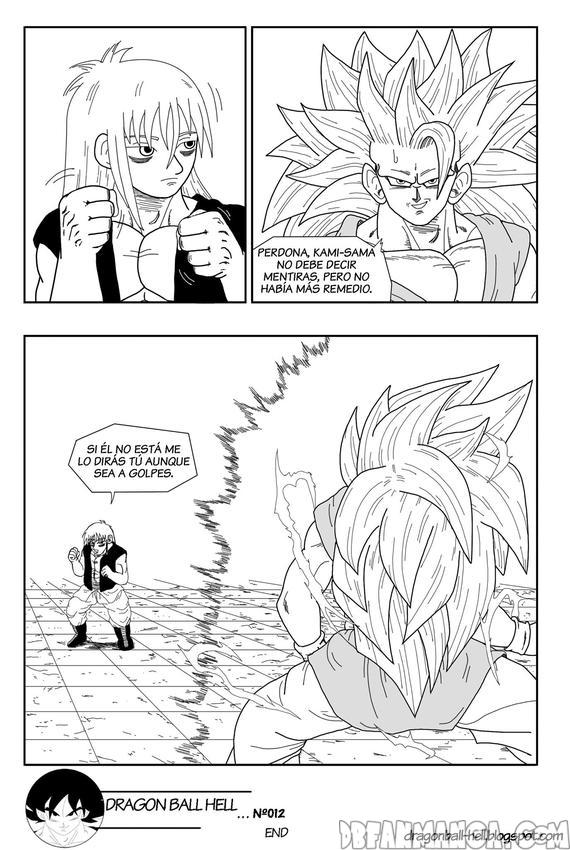 PERDONA, KAMI-SAMA
NO DEBE DECIR
MENTIRAS, PERO NO
HABÍA MÁS REMEDIO.
SI ÉL NO ESTÁ ME
LO DIRÁS TÚ AUNQUE
SEA A GOLPES.
DRAGON BALL HELL
... Nº012
END
dragonball-hell.blogspot.com
DBFANMANGA.COM